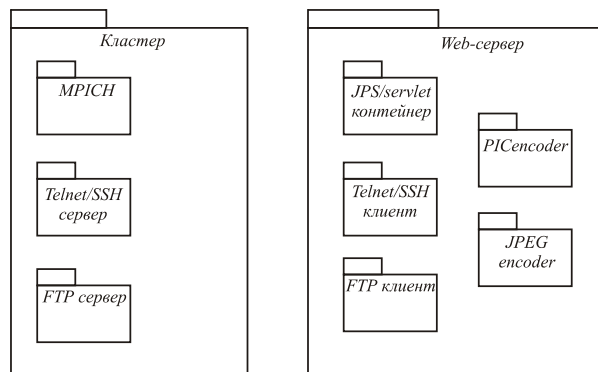 Кластер
MPICH
Telnet/SSH
сервер
FTP сервер
Web-сервер
JPS/servlet
контейнер
Telnet/SSH
клиент
FTP клиент
PICencoder
JPEG
encoder